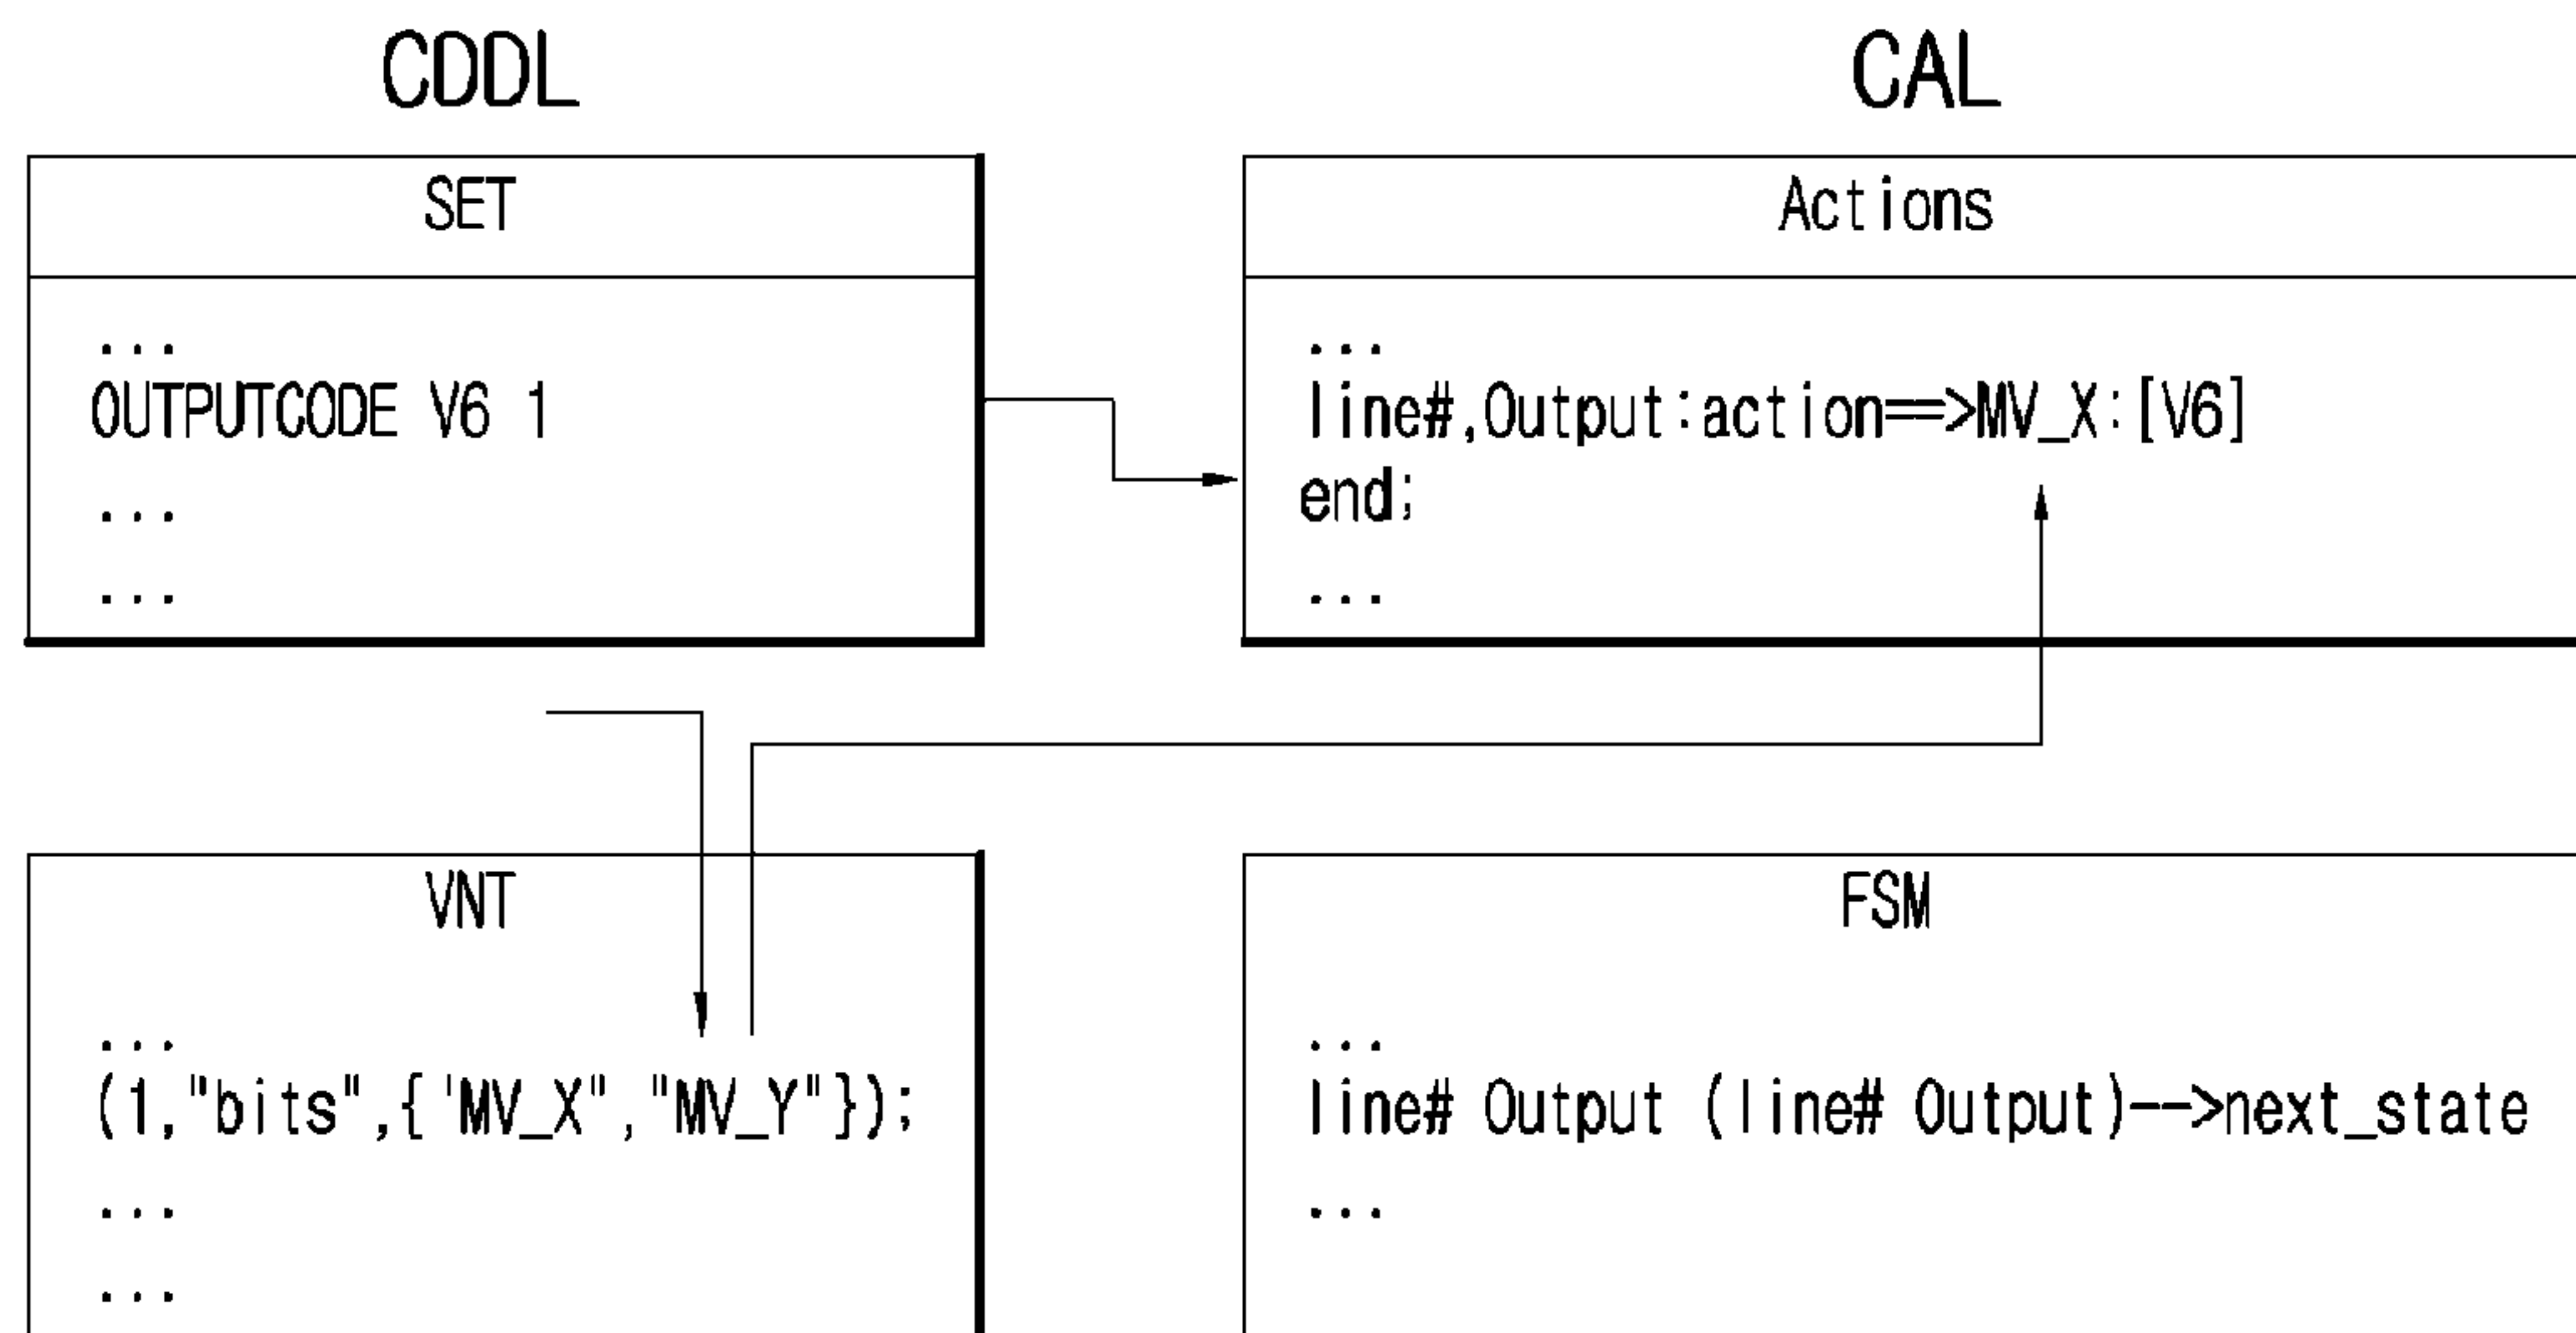 CDDL
CAL
SET
...
OUTPUTCODE V6 1
...
...
Actions
...
line#,Output:action==>MV_X:[V6]
end;
...
VNT
...
(1,"bits",{'MV_X","MV_Y"});
...
...
FSM
...
line# Output (line# Output)-->next_state
...